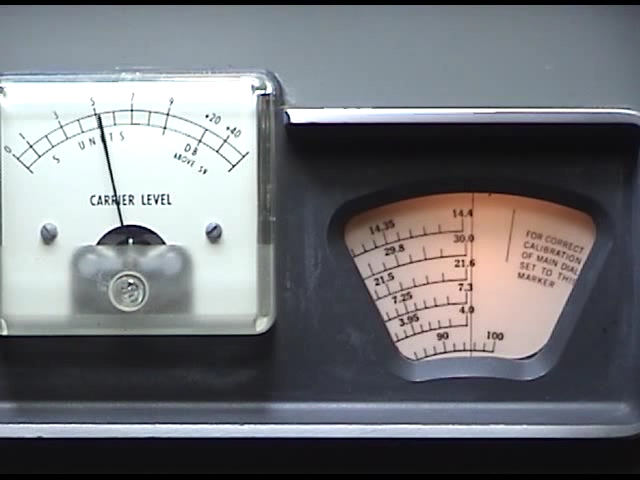 0 1 3 5 7 9 +20 +40
S UNITS
DB
ABOVE S9
CARRIER LEVEL
14.35 14.4
29.8 30.0
21.5 21.6
7.25 7.3
3.95 4.0
90 100
FOR CORRECT
CALIBRATION
OF MAIN DIAL
SET TO THIS
MARKER